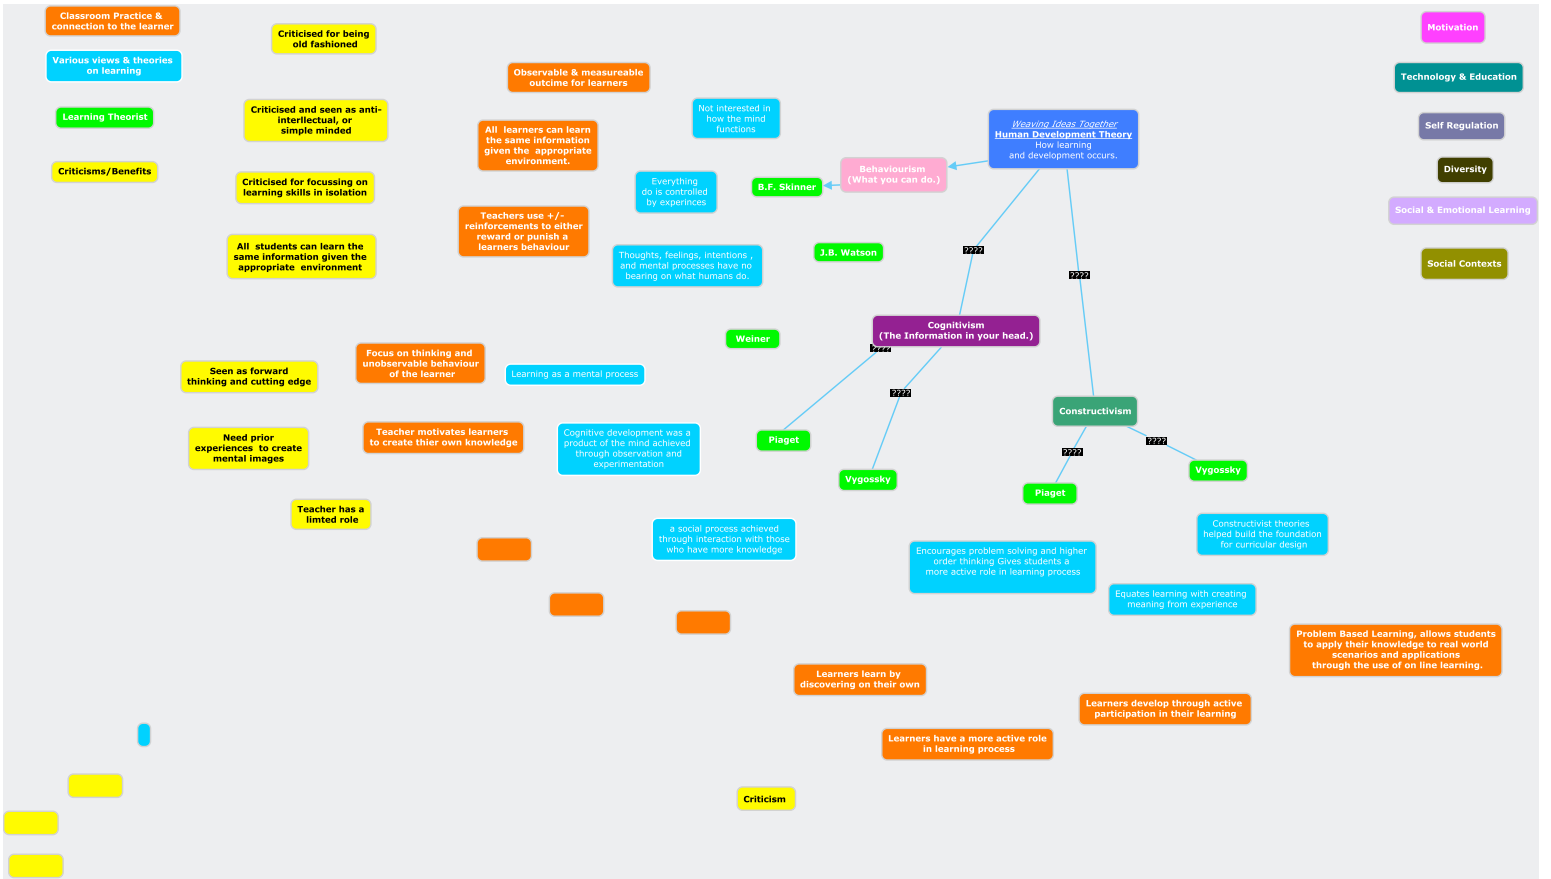 Classroom Practice &
connection to the learner
Various views & theories
on learning
Learning Theorist
Criticisms/Benefits
Criticised for being
old fashioned
Criticised and seen as anti-
interllectual, or
simple minded
Criticised for focussing on
learning skills in isolation
All students can learn the
same information given the
appropriate environment
Observable & measureable
outcime for learners
All learners can learn
the same information
given the appropriate
environment.
Teachers use +/-
reinforcements to either
reward or punish a
learners behaviour
Not interested in
how the mind
functions
Everything
do is controlled
by experinces
Thoughts, feelings, intentions ,
and mental processes have no
bearing on what humans do.
Weaving Ideas Together
Human Development Theory
How learning
and development occurs.
Behaviourism
(What you can do.)
B.F. Skinner
J.B. Watson
????
????
Motivation
Technology & Education
Self Regulation
Diversity
Social & Emotional Learning
Social Contexts
Weiner
Cognitivism
(The Information in your head.)
????
????
Seen as forward
thinking and cutting edge
Focus on thinking and
unobservable behaviour
of the learner
Learning as a mental process
Need prior
experiences to create
mental images
Teacher motivates learners
to create thier own knowledge
Cognitive development was a
product of the mind achieved
through observation and
experimentation
Piaget
Vygossky
Constructivism
????
????
Piaget
Vygossky
Teacher has a
limted role
a social process achieved
through interaction with those
who have more knowledge
Encourages problem solving and higher
order thinking Gives students a
more active role in learning process
Constructivist theories
helped build the foundation
for curricular design
Equates learning with creating
meaning from experience
Problem Based Learning, allows students
to apply their knowledge to real world
scenarios and applications
through the use of on line learning.
Learners learn by
discovering on their own
Learners develop through active
participation in their learning
Learners have a more active role
in learning process
Criticism